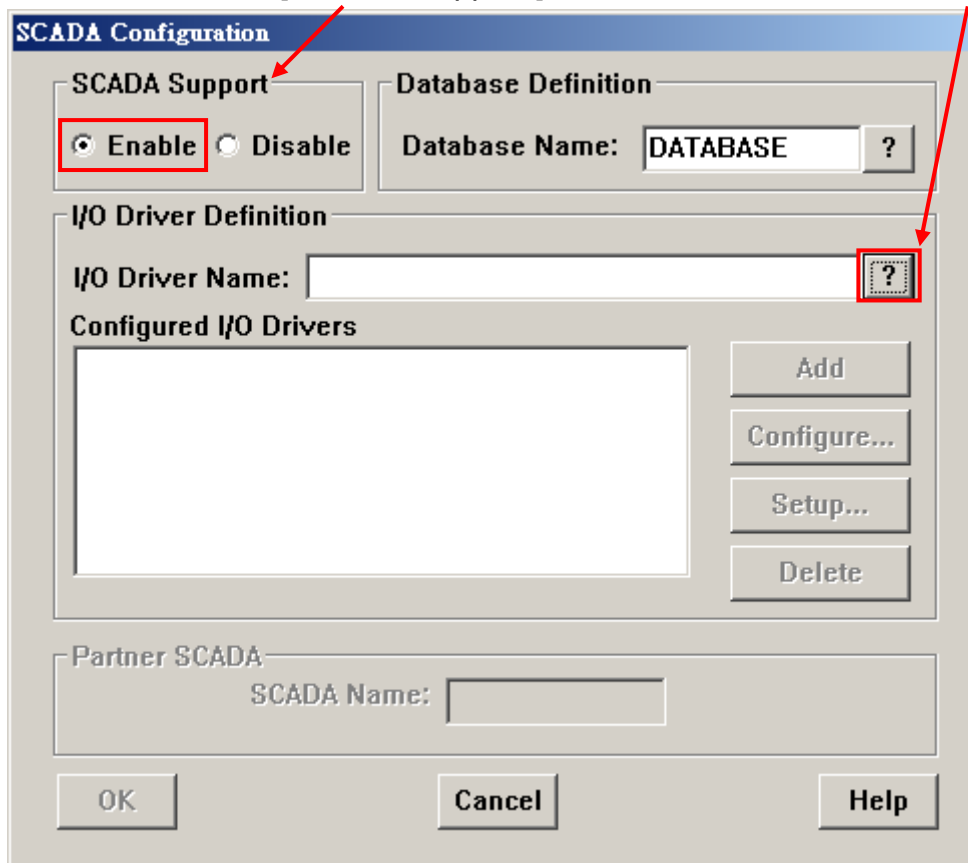 SCADA Configuration
SCADA Support
Enable Disable
Database Definition
Database Name: DATABASE ?
I/O Driver Definition
I/O Driver Name: ?
Configured I/O Drivers
Add
Configure...
Setup...
Delete
Partner SCADA
SCADA Name:
OK Cancel Help